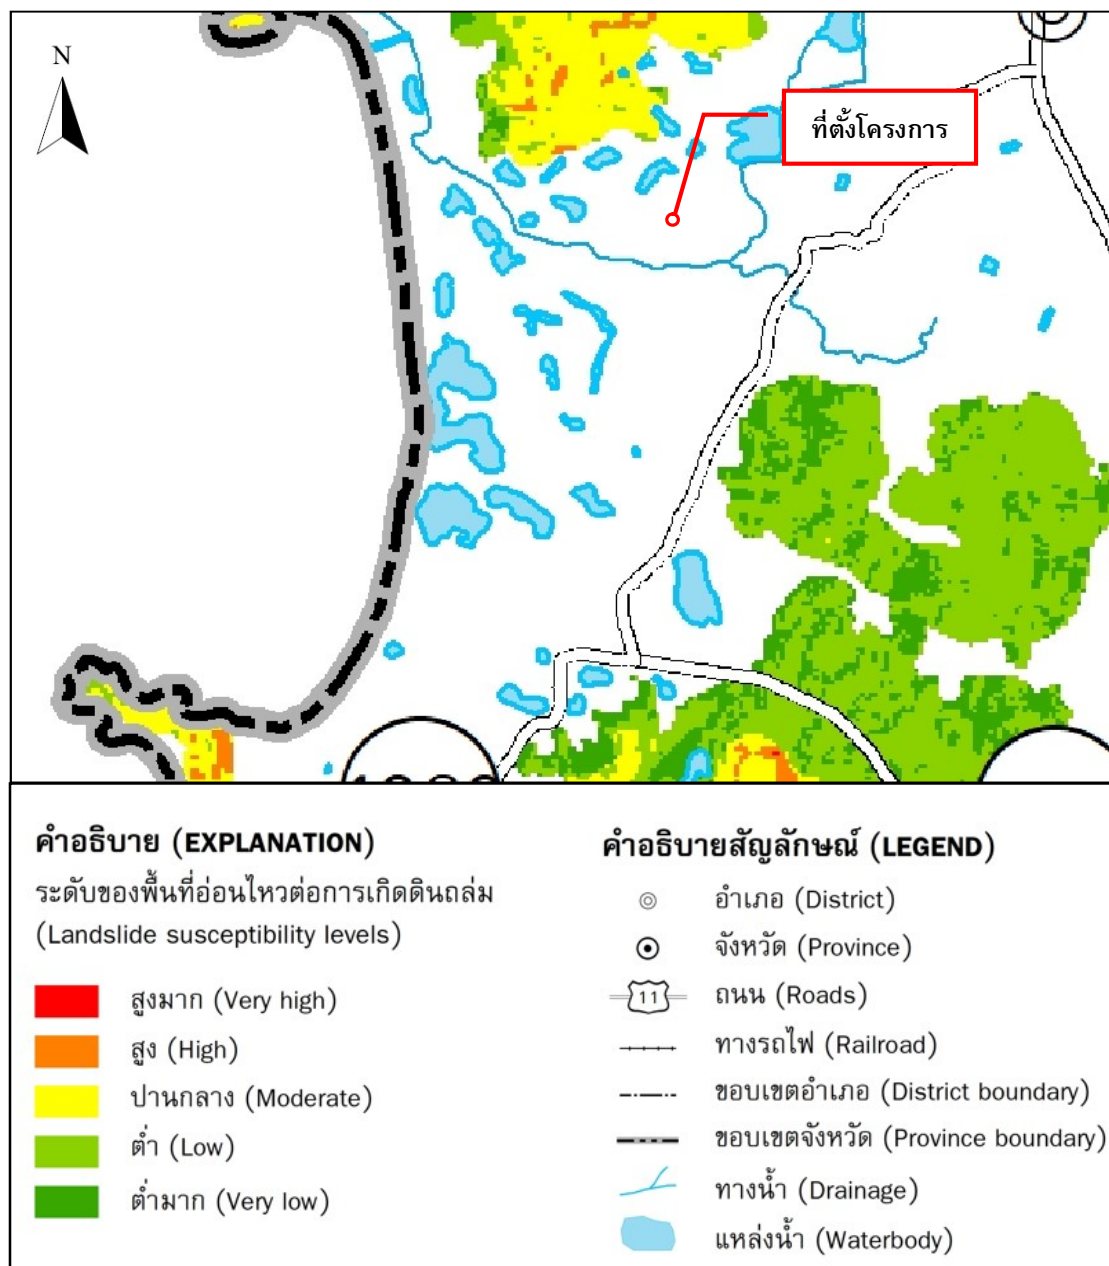 N
ที่ตั้งโครงการ
คำอธิบาย (EXPLANATION)
ระดับของพื้นที่อ่อนไหวต่อการเกิดดินถล่ม
(Landslide susceptibility levels)
สูงมาก (Very high)
สูง (High)
ปานกลาง (Moderate)
ต่ำ (Low)
ต่ำมาก (Very low)
คำอธิบายสัญลักษณ์ (LEGEND)
อำเภอ (District)
จังหวัด (Province)
11 ถนน (Roads)
ทางรถไฟ (Railroad)
ขอบเขตอำเภอ (District boundary)
ขอบเขตจังหวัด (Province boundary)
ทางน้ำ (Drainage)
แหล่งน้ำ (Waterbody)